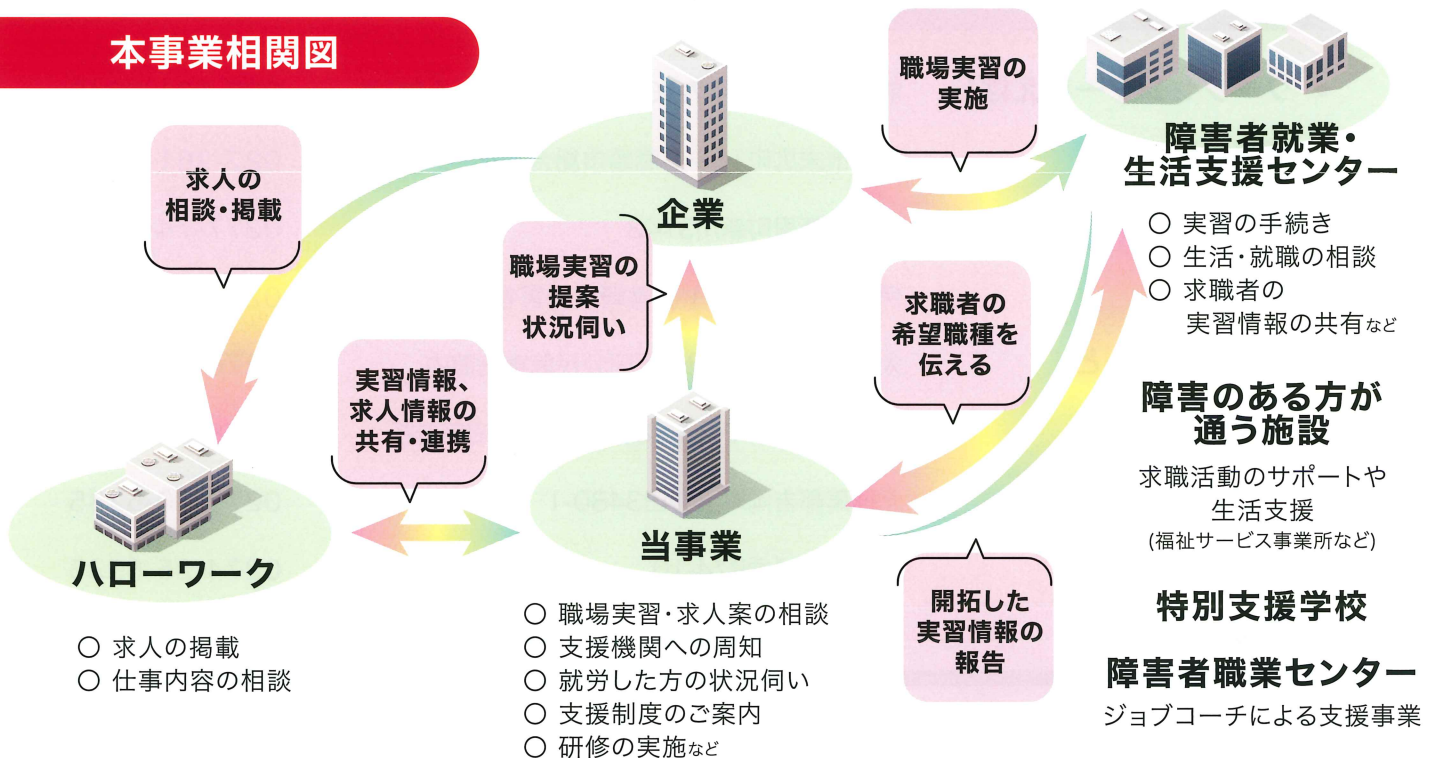 本事業相関図
求人の
相談・掲載
企業
職場実習の
実施
障害者就業・
生活支援センター
○ 実習の手続き
○ 生活・就職の相談
○ 求職者の
実習情報の共有など
職場実習の
提案
状況伺い
求職者の
希望職種を
伝える
実習情報、
求人情報の
共有・連携
障害のある方が
通う施設
求職活動のサポートや
生活支援
(福祉サービス事業所など)
ハローワーク
○ 求人の掲載
○ 仕事内容の相談
当事業
○ 職場実習・求人案の相談
○ 支援機関への周知
○ 就労した方の状況伺い
○ 支援制度のご案内
○ 研修の実施など
開拓した
実習情報の
報告
特別支援学校
障害者職業センター
ジョブコーチによる支援事業